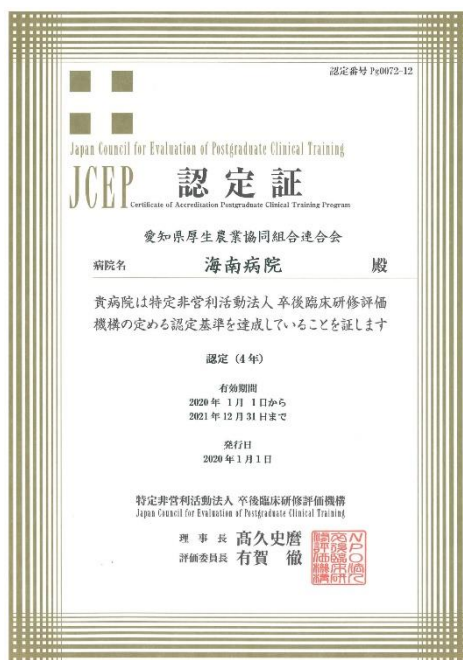 認定番号 Pg0072-12
Japan Council for Evaluation of Postgraduate Clinical Training
JCEP 認定証
Certificate of Accreditation Postgraduate Clinical Training Program
愛知県厚生農業協同組合連合会
病院名 海南病院 殿
貴病院は特定非営利活動法人 卒後臨床研修評価
機構の定める認定基準を達成していることを証します
認定（4年）
有効期間
2020年 1月 1日から
2021年12月31日まで
発行日
2020年1月1日
特定非営利活動法人 卒後臨床研修評価機構
Japan Council for Evaluation of Postgraduate Clinical Training
理事長 髙久史麿
評価委員長 有賀 徹